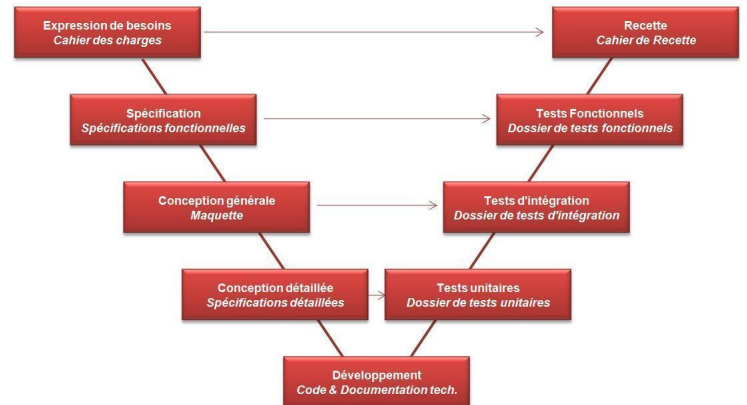 Expression de besoins
Cahier des charges
Recette
Cahier de Recette
Spécification
Spécifications fonctionnelles
Tests Fonctionnels
Dossier de tests fonctionnels
Conception générale
Maquette
Tests d'intégration
Dossier de tests d'intégration
Conception détaillée
Spécifications détaillées
Tests unitaires
Dossier de tests unitaires
Développement
Code & Documentation tech.